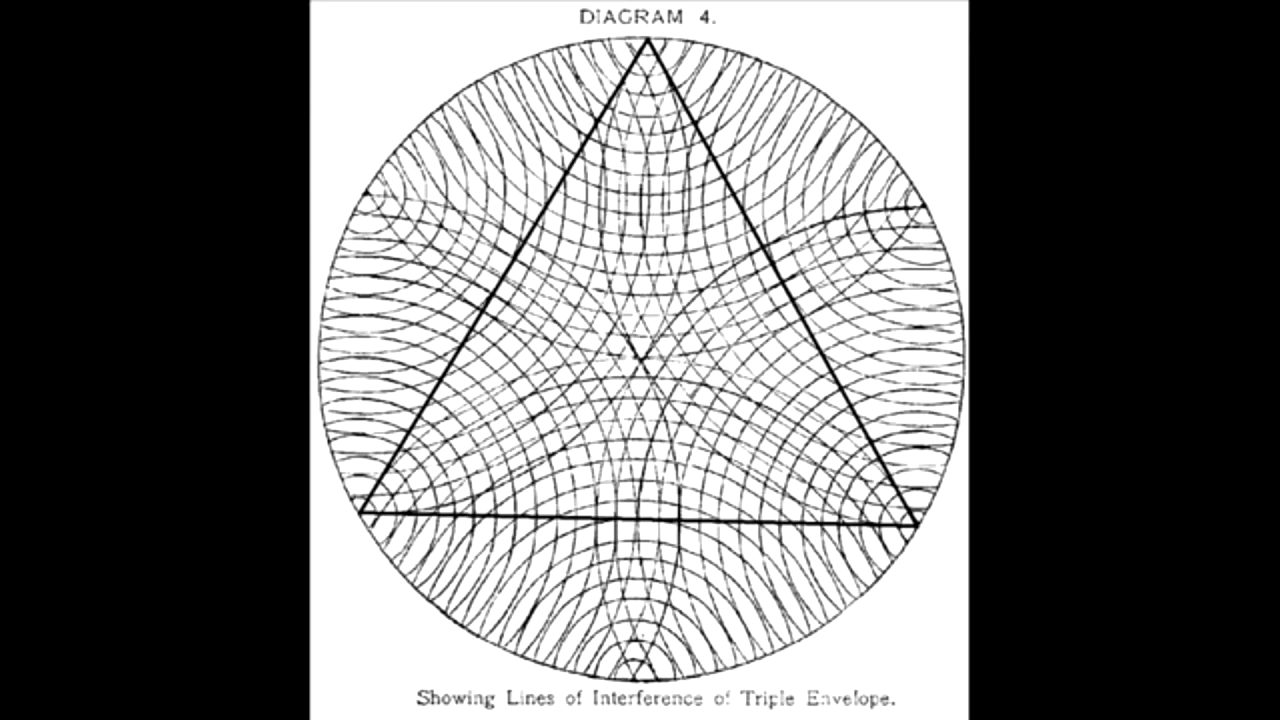 DIAGRAM 4.
Showing Lines of Interference of Triple Envelope.